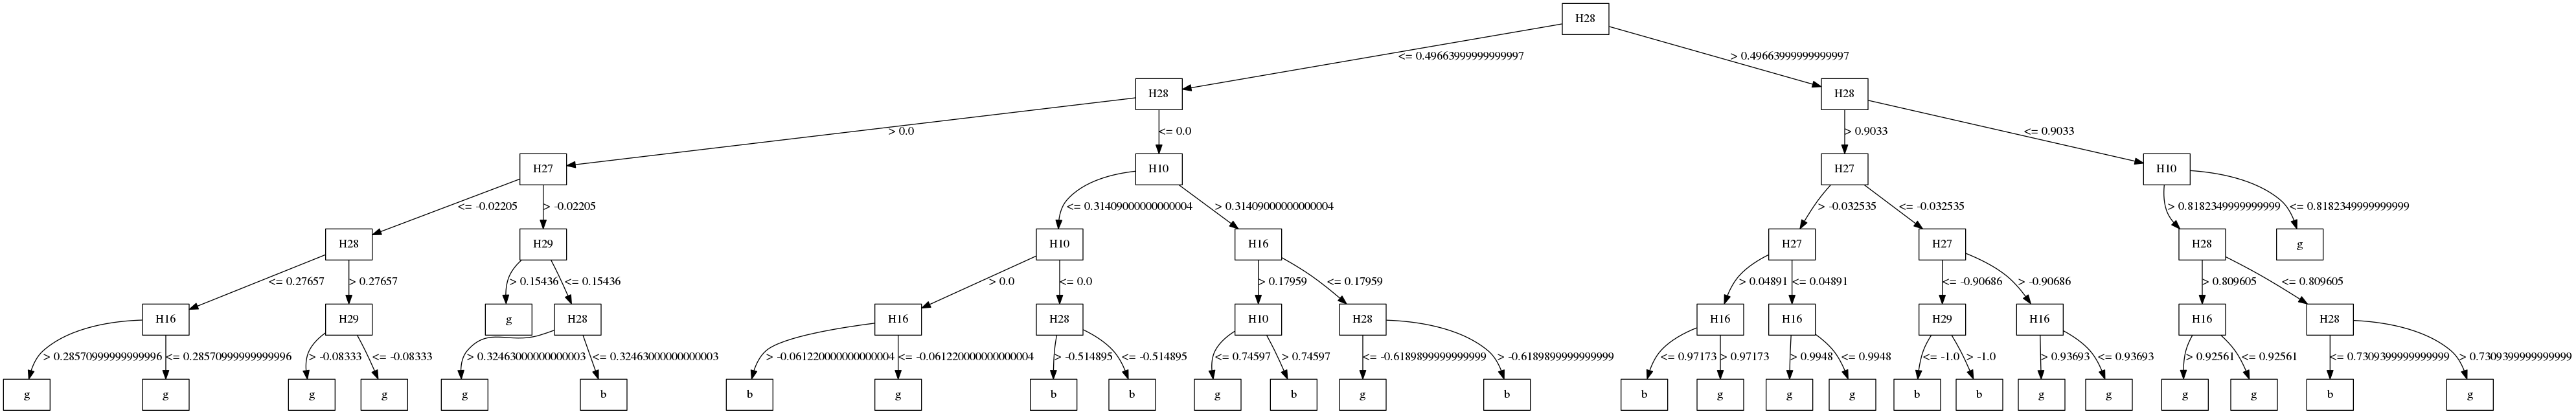 H28
<= 0.49663999999999997
> 0.49663999999999997
H28
H28
> 0.0
<= 0.0
> 0.9033
<= 0.9033
H27
H10
H27
H10
<= -0.02205
> -0.02205
<= 0.31409000000000004
> 0.31409000000000004
> -0.032535
<= -0.032535
> 0.8182349999999999
<= 0.8182349999999999
H28
H29
H10
H16
H27
H27
H28
g
<= 0.27657
> 0.27657
> 0.15436
<= 0.15436
> 0.0
<= 0.0
> 0.17959
<= 0.17959
> 0.04891
<= 0.04891
<= -0.90686
> -0.90686
> 0.809605
<= 0.809605
H16
H29
g
H28
H16
H28
H10
H28
H16
H16
H29
H16
H16
H28
> 0.28570999999999996
<= 0.28570999999999996
> -0.08333
<= -0.08333
> 0.32463000000000003
<= 0.32463000000000003
> -0.061220000000000004
<= -0.061220000000000004
> -0.514895
<= -0.514895
<= 0.74597
> 0.74597
<= -0.6189899999999999
> -0.6189899999999999
<= 0.97173
> 0.97173
> 0.9948
<= 0.9948
<= -1.0
> -1.0
> 0.93693
<= 0.93693
> 0.92561
<= 0.92561
<= 0.7309399999999999
> 0.7309399999999999
g
g
g
g
g
b
b
g
b
b
g
b
g
b
b
g
g
g
b
b
g
g
g
g
b
g